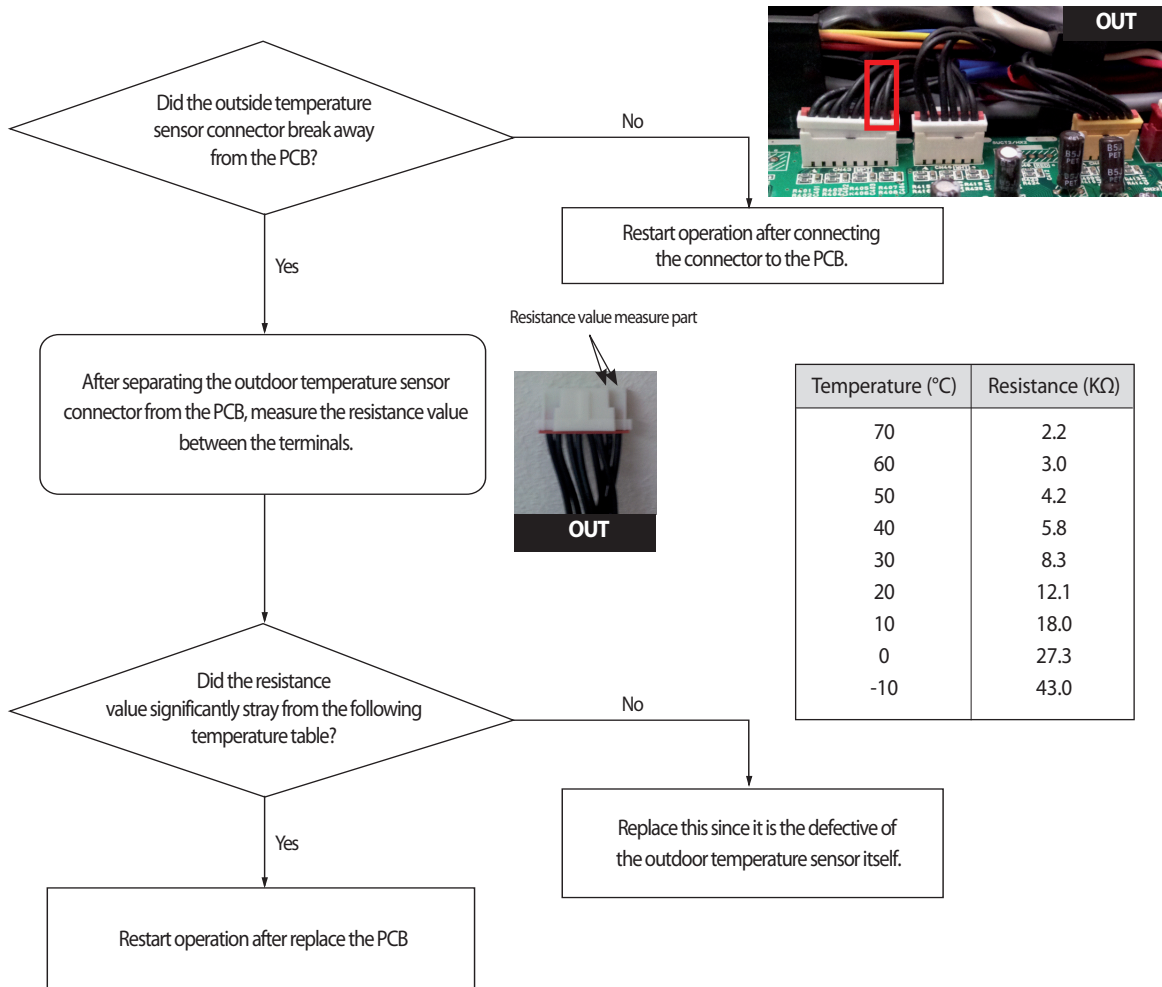 OUT
Did the outside temperature
sensor connector break away
from the PCB?
No
Restart operation after connecting
the connector to the PCB.
Yes
Resistance value measure part
After separating the outdoor temperature sensor
connector from the PCB, measure the resistance value
between the terminals.
OUT
Temperature (°C) Resistance (KΩ)
70 2.2
60 3.0
50 4.2
40 5.8
30 8.3
20 12.1
10 18.0
0 27.3
-10 43.0
Did the resistance
value significantly stray from the following
temperature table?
No
Replace this since it is the defective of
the outdoor temperature sensor itself.
Yes
Restart operation after replace the PCB